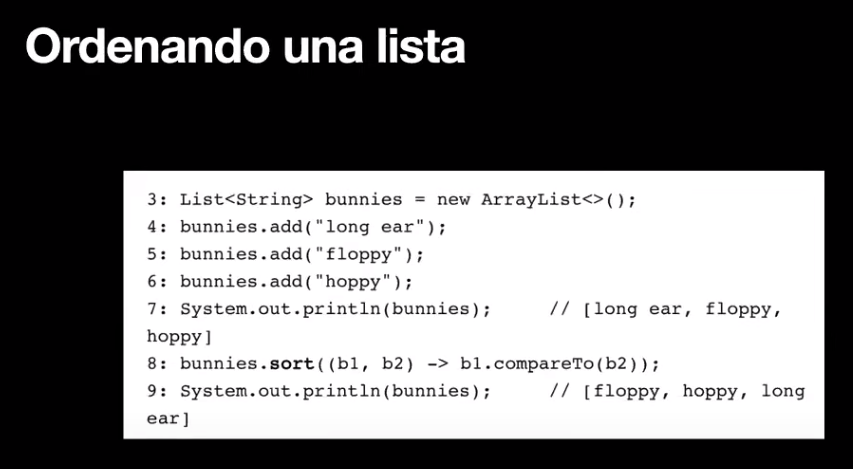 Ordenando una lista
3: List<String> bunnies = new ArrayList<>();
4: bunnies.add("long ear");
5: bunnies.add("floppy");
6: bunnies.add("hoppy");
7: System.out.println(bunnies);     // [long ear, floppy,
hoppy]
8: bunnies.sort((b1, b2) -> b1.compareTo(b2));
9: System.out.println(bunnies);     // [floppy, hoppy, long
ear]